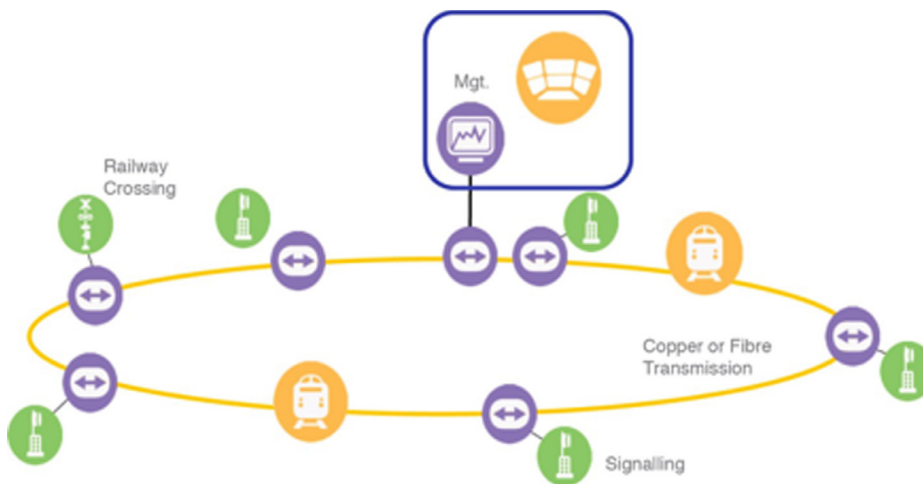 Mgt.
Railway
Crossing
Copper or Fibre
Transmission
Signalling